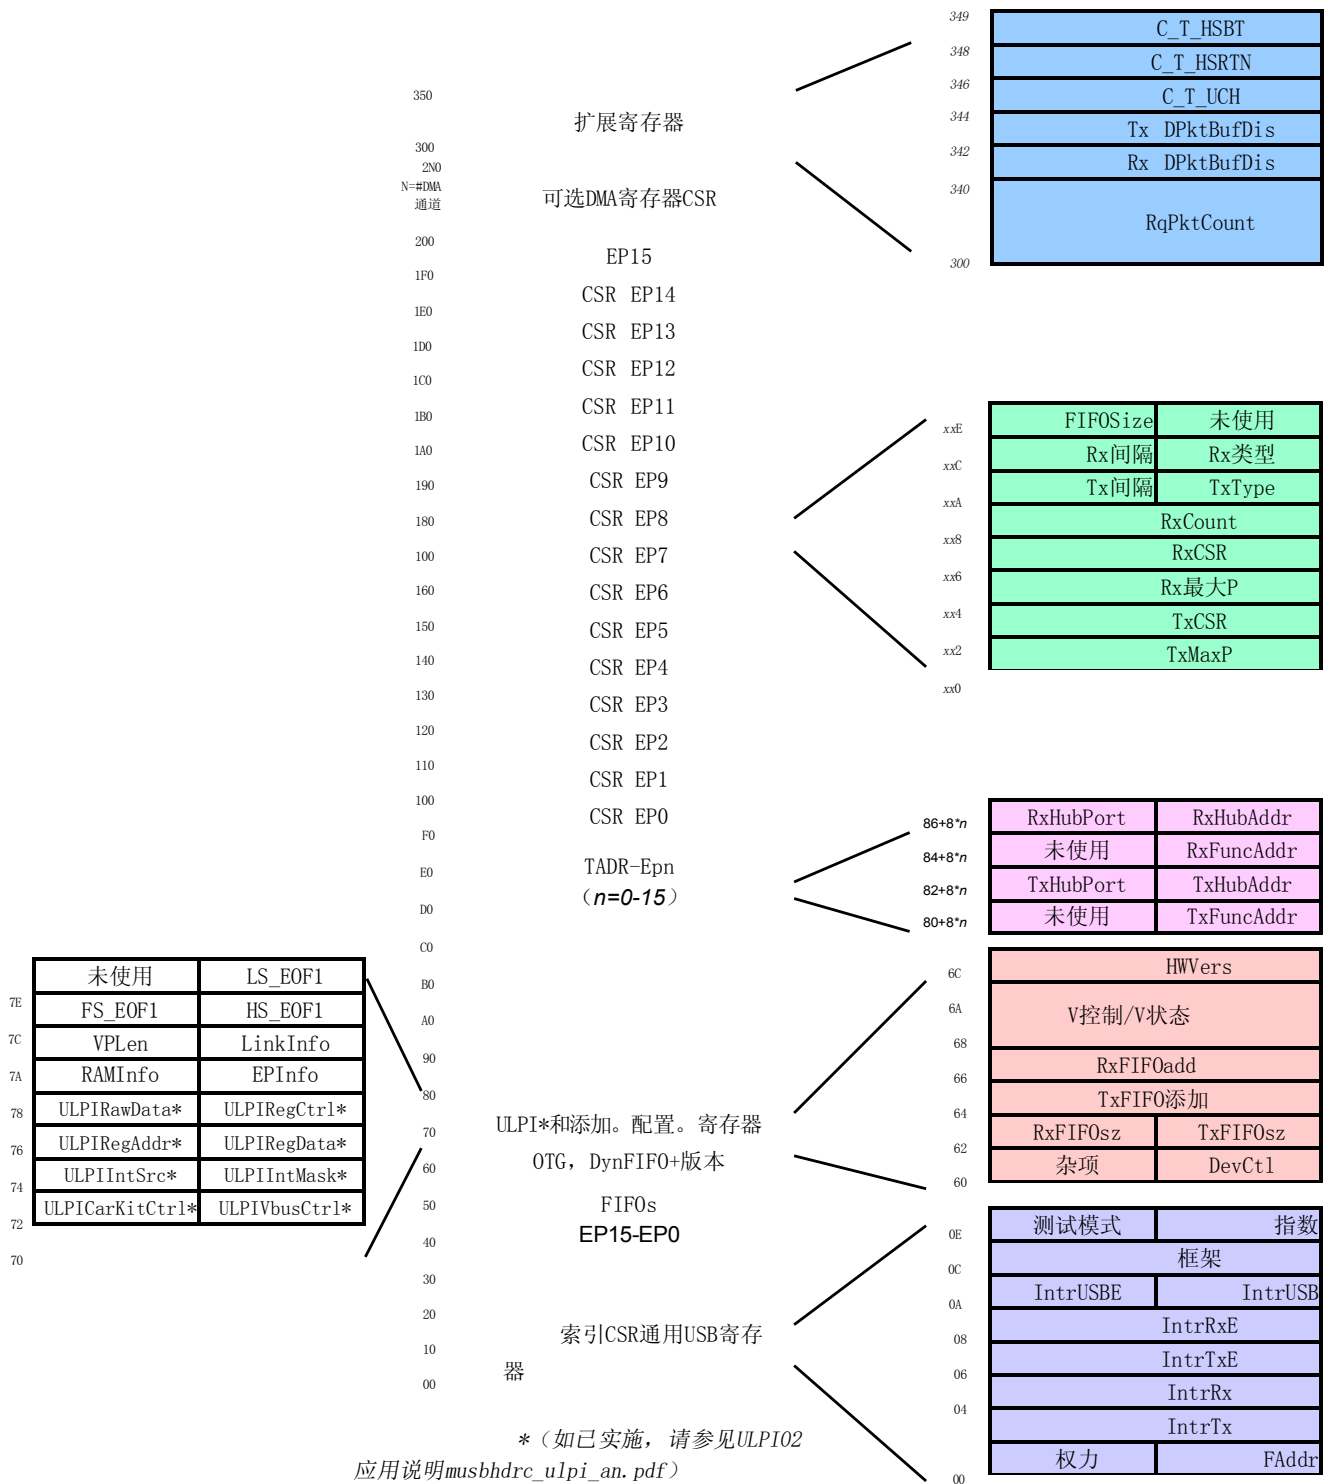 349
C_T_HSBT
348
C_T_HSRTN
346
C_T_UCH
344
Tx DPktBufDis
342
Rx DPktBufDis
340
RqPktCount
300
350
扩展寄存器
300
2N0
N=#DMA
通道
可选DMA寄存器CSR
200
EP15
1F0
CSR EP14
1E0
CSR EP13
1D0
CSR EP12
1C0
CSR EP11
1B0
CSR EP10
1A0
CSR EP9
190
CSR EP8
180
CSR EP7
100
CSR EP6
160
CSR EP5
150
CSR EP4
140
CSR EP3
130
CSR EP2
120
CSR EP1
110
CSR EP0
100
F0
TADR-Epn
E0
（n=0-15）
D0
C0
B0
A0
90
80
ULPI*和添加。配置。寄存器
70
OTG, DynFIFO+版本
60
FIFOs
50
EP15-EP0
40
30
20
索引CSR通用USB寄存
10
器
00
xxE
FIFOSize 未使用
xxC
Rx间隔 Rx类型
xxA
Tx间隔 TxType
xx8
RxCount
RxCSR
xx6
Rx最大P
xx4
TxCSR
xx2
TxMaxP
xx0
86+8*n
RxHubPort RxHubAddr
84+8*n
未使用 RxFuncAddr
82+8*n
TxHubPort TxHubAddr
80+8*n
未使用 TxFuncAddr
6C
HWVers
6A
V控制/V状态
68
RxFIFOadd
66
TxFIFO添加
64
RxFIFOsz TxFIFOsz
62
杂项 DevCtl
60
0E
测试模式 指数
0C
框架
0A
IntrUSBE IntrUSB
08
IntrRxE
06
IntrTxE
04
IntrRx
IntrTx
权力 FAddr
00
未使用 LS_EOF1
7E
FS_EOF1 HS_EOF1
7C
VPLen LinkInfo
7A
RAMInfo EPInfo
78
ULPIRawData* ULPIRegCtrl*
76
ULPIRegAddr* ULPIRegData*
74
ULPIIntSrc* ULPIIntMask*
72
ULPICarKitCtrl* ULPIVbusCtrl*
70
*（如已实施，请参见ULPI02
应用说明musbhdrc_ulpi_an.pdf）